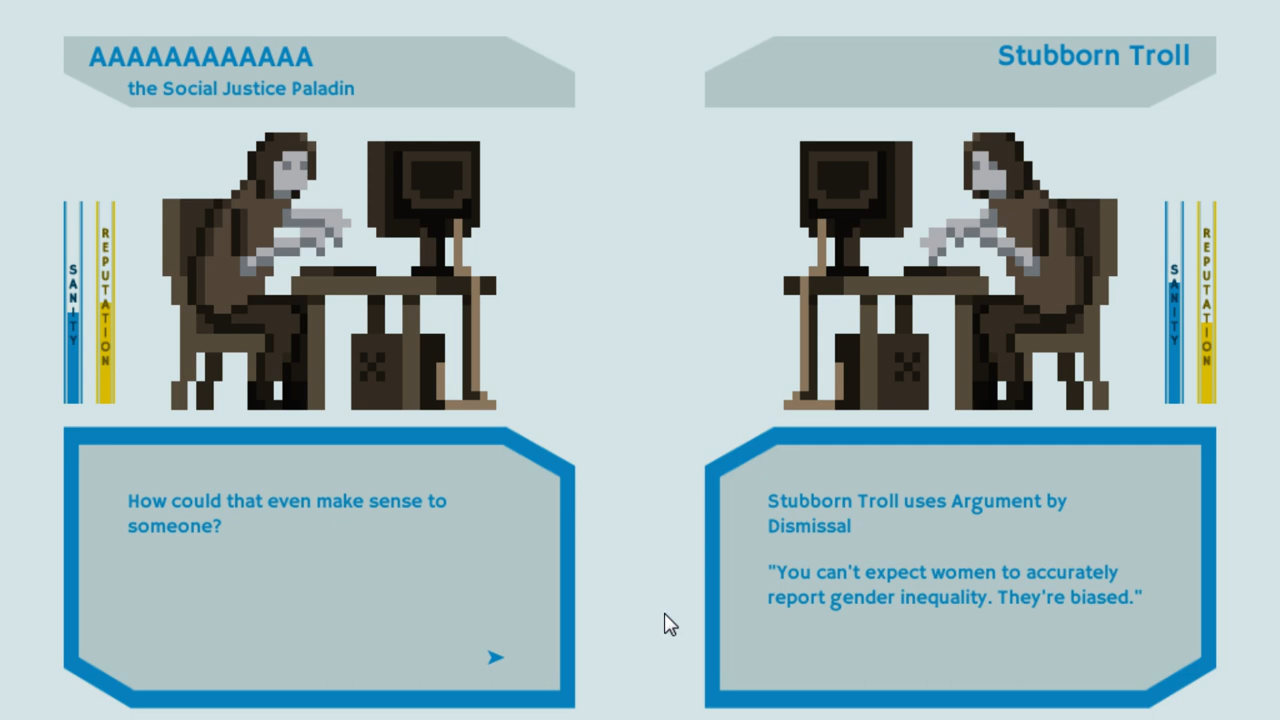 AAAAAAAAAAAA
the Social Justice Paladin
Stubborn Troll
SANITY
REPUTATION
SANITY
REPUTATION
How could that even make sense to
someone?
Stubborn Troll uses Argument by
Dismissal
"You can't expect women to accurately
report gender inequality. They're biased."